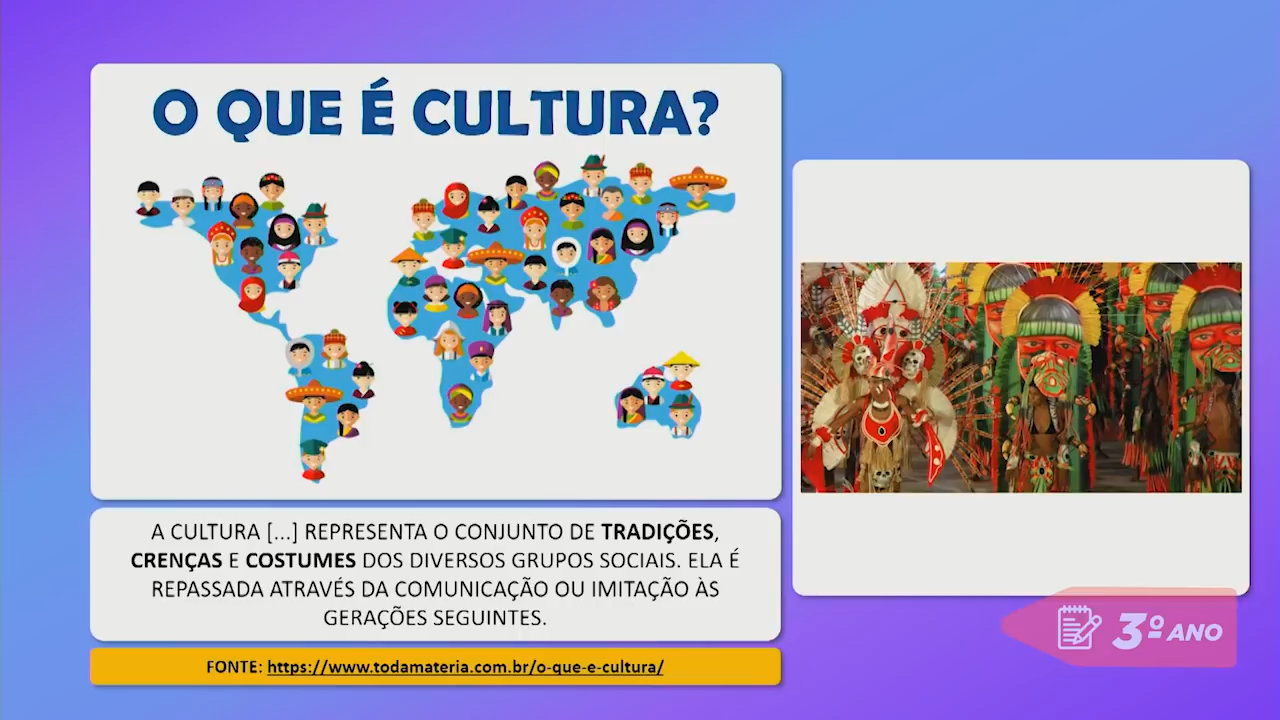 O QUE É CULTURA?
A CULTURA [...] REPRESENTA O CONJUNTO DE TRADIÇÕES,
CRENÇAS E COSTUMES DOS DIVERSOS GRUPOS SOCIAIS. ELA É
REPASSADA ATRAVÉS DA COMUNICAÇÃO OU IMITAÇÃO ÀS
GERAÇÕES SEGUINTES.
FONTE: https://www.todamateria.com.br/o-que-e-cultura/
3º ANO